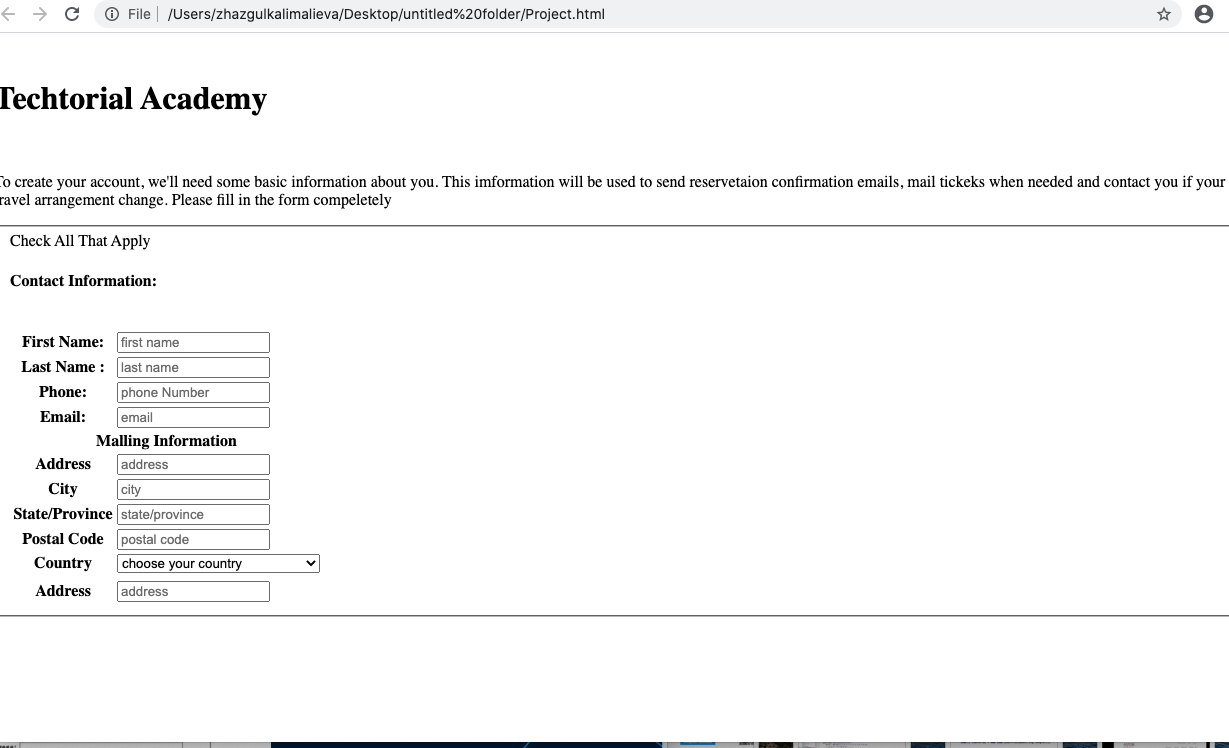 File | /Users/zhazgulkalimalieva/Desktop/untitled%20folder/Project.html
Techtorial Academy
To create your account, we'll need some basic information about you. This imformation will be used to send reservetaion confirmation emails, mail tickeks when needed and contact you if your
ravel arrangement change. Please fill in the form compeletely
Check All That Apply
Contact Information:
First Name: first name
Last Name : last name
Phone: phone Number
Email: email
Malling Information
Address address
City city
State/Province state/province
Postal Code postal code
Country choose your country
Address address